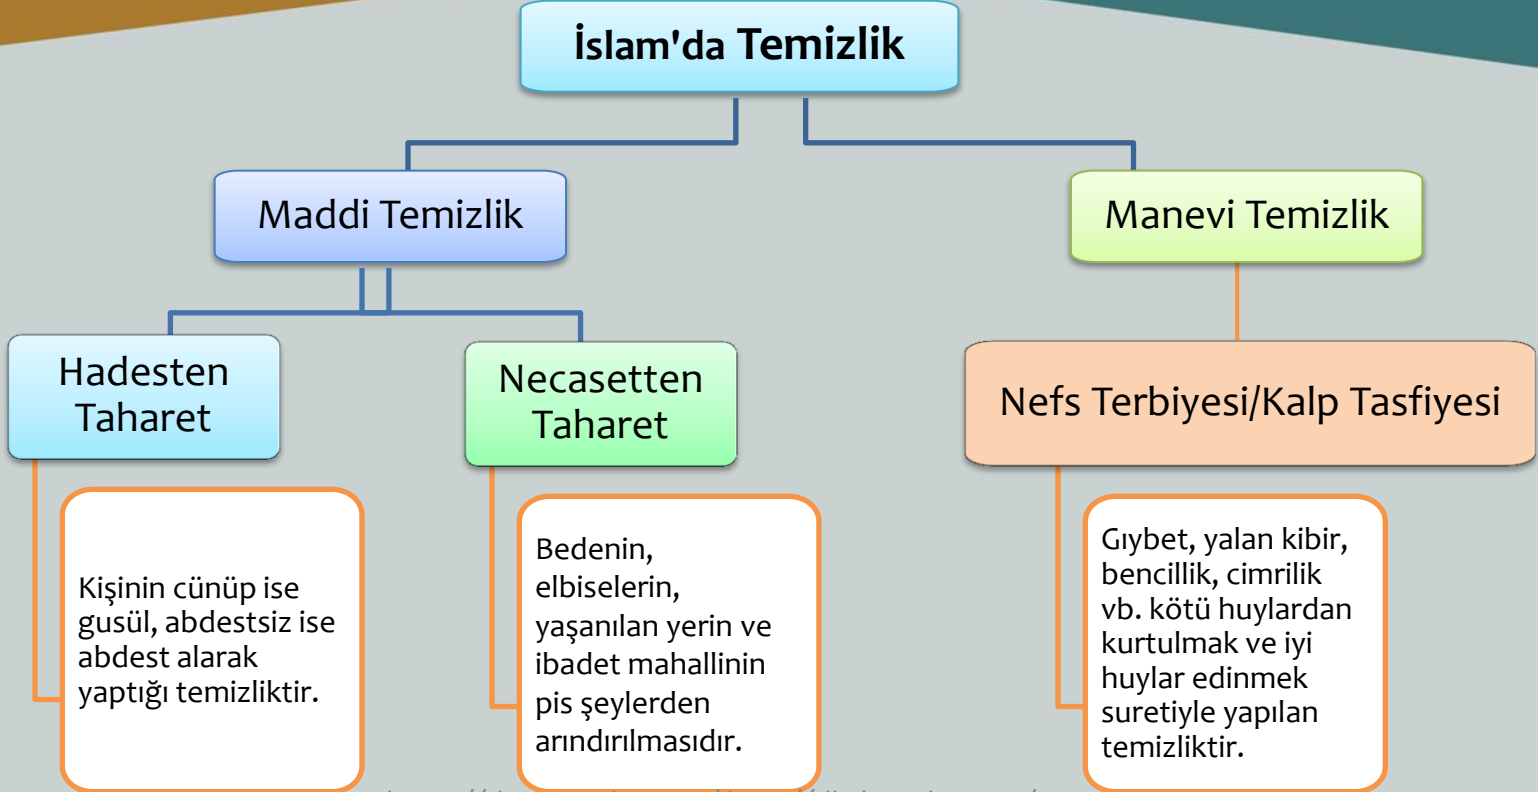 İslam'da Temizlik
Maddi Temizlik
Manevi Temizlik
Hadesten
Taharet
Necasetten
Taharet
Nefs Terbiyesi/Kalp Tasfiyesi
Kişinin cünüp ise
gusül, abdestsiz ise
abdest alarak
yaptığı temizliktir.
Bedenin,
elbiselerin,
yaşanılan yerin ve
ibadet mahallinin
pis şeylerden
arındırılmasıdır.
Gıybet, yalan kibir,
bencillik, cimrilik
vb. kötü huylardan
kurtulmak ve iyi
huylar edinmek
suretiyle yapılan
temizliktir.